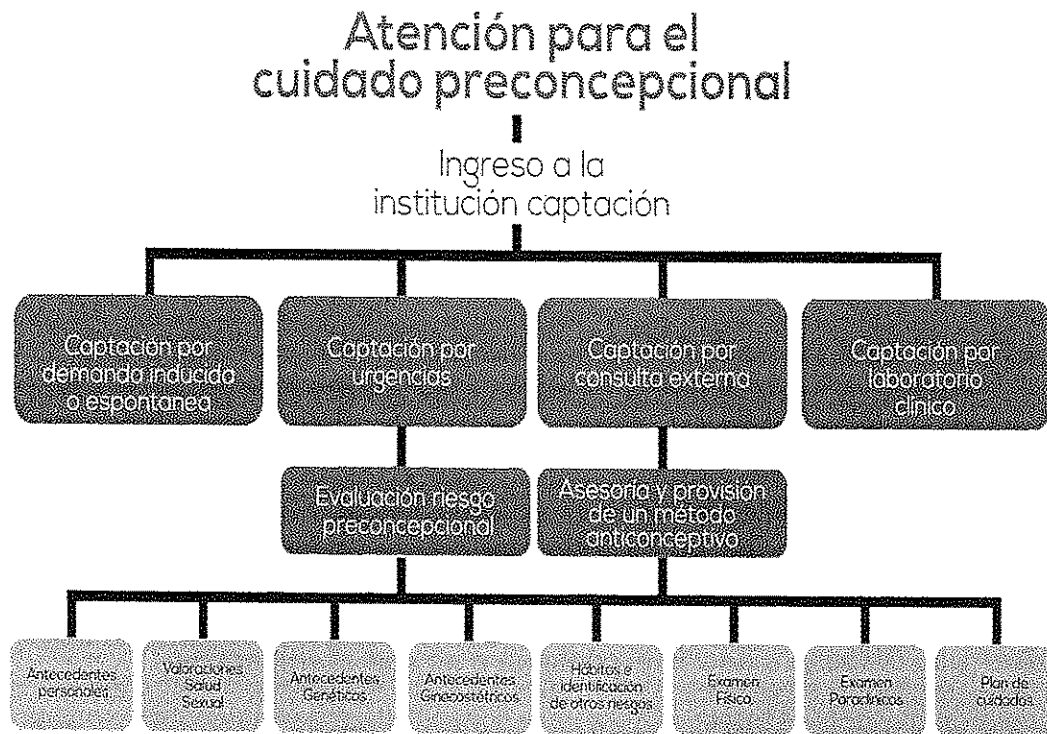 Atención para el
cuidado preconcepcional
Ingreso a la
institución captación
Captación por
demanda inducida
o espontanea
Captación por
urgencias
Captación por
consulta externa
Captación por
laboratorio
clínico
Evaluación riesgo
preconcepcional
Asesoría y provisión
de un método
anticonceptivo
Antecedentes
personales
Valoraciones
Salud
Sexual
Antecedentes
Genéticos
Antecedentes
Ginecostétricos
Hábitos e
identificación
de otros riesgos
Examen
Físico
Examen
Paraclínicos
Plan de
cuidados